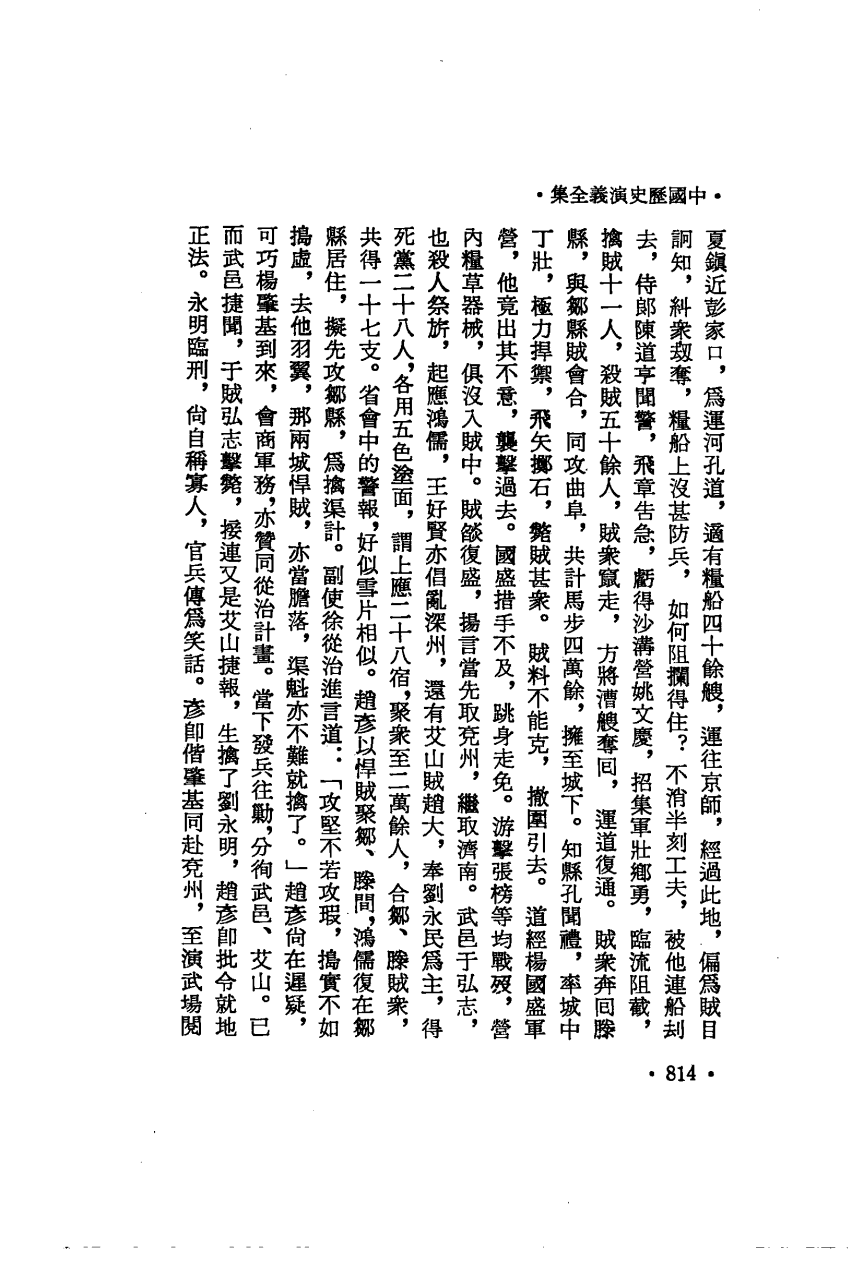 ·中國歷史演義全集·
夏鎭近彭家口，爲運河孔道，適有糧船四十餘艘，運往京師，經過此地，偏爲賊目
詗知，糾衆刼奪，糧船上沒甚防兵，如何阻攔得住？不消半刻工夫，被他連船刦
去，侍郎陳道亨聞警，飛章告急，虧得沙溝營姚文慶，招集軍壯鄉勇，臨流阻截，
擒賊十一人，殺賊五十餘人，賊衆竄走，方將漕艘奪回，運道復通。賊衆奔回滕
縣，與鄒縣賊會合，同攻曲阜，共計馬步四萬餘，擁至城下。知縣孔聞禮，率城中
丁壯，極力捍禦，飛矢擲石，斃賊甚衆。賊料不能克，撤圍引去。道經楊國盛軍
營，他竟出其不意，襲擊過去。國盛措手不及，跳身走免。游擊張榜等均戰歿，營
內糧草器械，俱沒入賊中。賊燄復盛，揚言當先取兗州，繼取濟南。武邑于弘志，
也殺人祭旂，起應鴻儒，王好賢亦倡亂深州，還有艾山賊趙大，奉劉永民爲主，得
死黨二十八人，各用五色塗面，謂上應二十八宿，聚衆至二萬餘人，合鄒、滕賊衆，
共得一十七支。省會中的警報，好似雪片相似。趙彥以悍賊聚鄒、滕間，鴻儒復在鄒
縣居住，擬先攻鄒縣，爲擒渠計。副使徐從治進言道：「攻堅不若攻瑕，搗實不如
搗虛，去他羽翼，那兩城悍賊，亦當膽落，渠魁亦不難就擒了。」趙彥尙在遲疑，
可巧楊肇基到來，會商軍務，亦贊同從治計畫。當下發兵往勦，分徇武邑、艾山。已
而武邑捷聞，于賊弘志擊斃，接連又是艾山捷報，生擒了劉永明，趙彥卽批令就地
正法。永明臨刑，尙自稱寡人，官兵傳爲笑話。彥卽偕肇基同赴兗州，至演武場閱
·814·